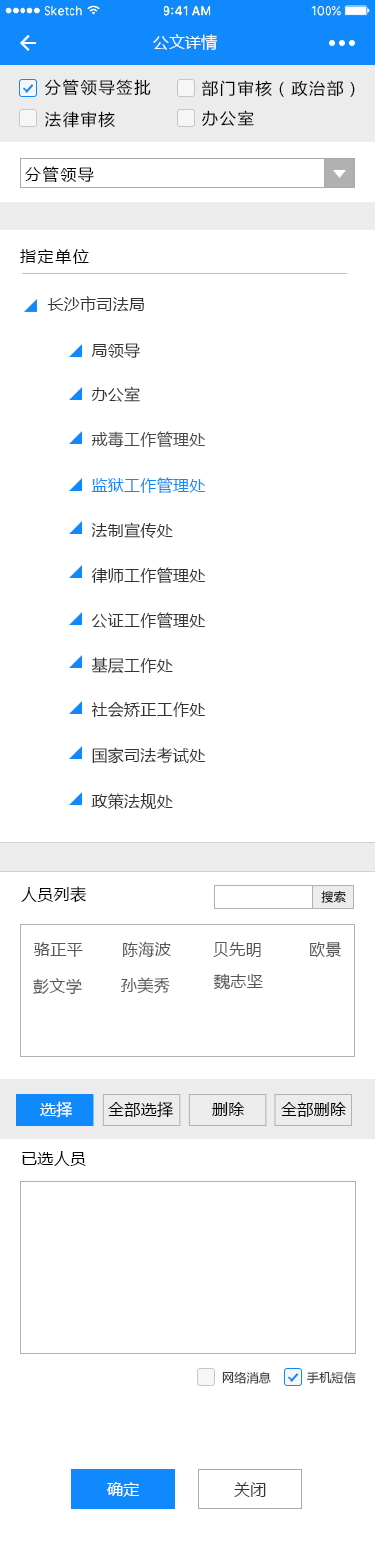 Sketch 9:41 AM 100%
公文详情
分管领导签批 部门审核（政治部）
法律审核 办公室
分管领导
指定单位
长沙市司法局
局领导
办公室
戒毒工作管理处
监狱工作管理处
法制宣传处
律师工作管理处
公证工作管理处
基层工作处
社会矫正工作处
国家司法考试处
政策法规处
人员列表 搜索
骆正平 陈海波 贝先明 欧景
彭文学 孙美秀 魏志坚
选择 全部选择 删除 全部删除
已选人员
网络消息 手机短信
确定 关闭